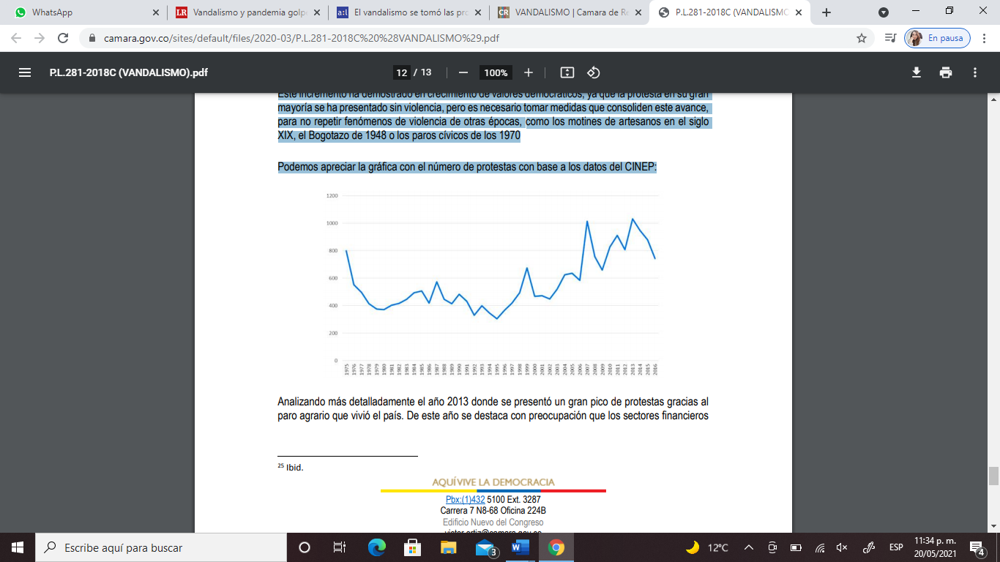 WhatsApp
Vandalismo y pandemia golp
El vandalismo se tomó las pro
VANDALISMO | Camara de Re
P.L.281-2018C (VANDALISMO
camara.gov.co/sites/default/files/2020-03/P.L.281-2018C%20%28VANDALISMO%29.pdf
En pausa
P.L.281-2018C (VANDALISMO).pdf
12 / 13
100%
Este incremento ha demostrado en crecimiento de valores democráticos, ya que la protesta en su gran
mayoría se ha presentado sin violencia, pero es necesario tomar medidas que consoliden este avance,
para no repetir fenómenos de violencia de otras épocas, como los motines de artesanos en el siglo
XIX, el Bogotazo de 1948 o los paros cívicos de los 1970
Podemos apreciar la gráfica con el número de protestas con base a los datos del CINEP:
1200
1000
800
600
400
200
0
1975 1976 1977 1978 1979 1980 1981 1982 1983 1984 1985 1986 1987 1988 1989 1990 1991 1992 1993 1994 1995 1996 1997 1998 1999 2000 2001 2002 2003 2004 2005 2006 2007 2008 2009 2010 2011 2012 2013 2014 2015 2016
Analizando más detalladamente el año 2013 donde se presentó un gran pico de protestas gracias al
paro agrario que vivió el país. De este año se destaca con preocupación que los sectores financieros
25 Ibid.
AQUÍ VIVE LA DEMOCRACIA
Pbx:(1)432 5100 Ext. 3287
Carrera 7 N8-68 Oficina 224B
Edificio Nuevo del Congreso
victor.ortiz@camara.gov.co
Escribe aquí para buscar
3
12°C
ESP
11:34 p. m.
20/05/2021
4